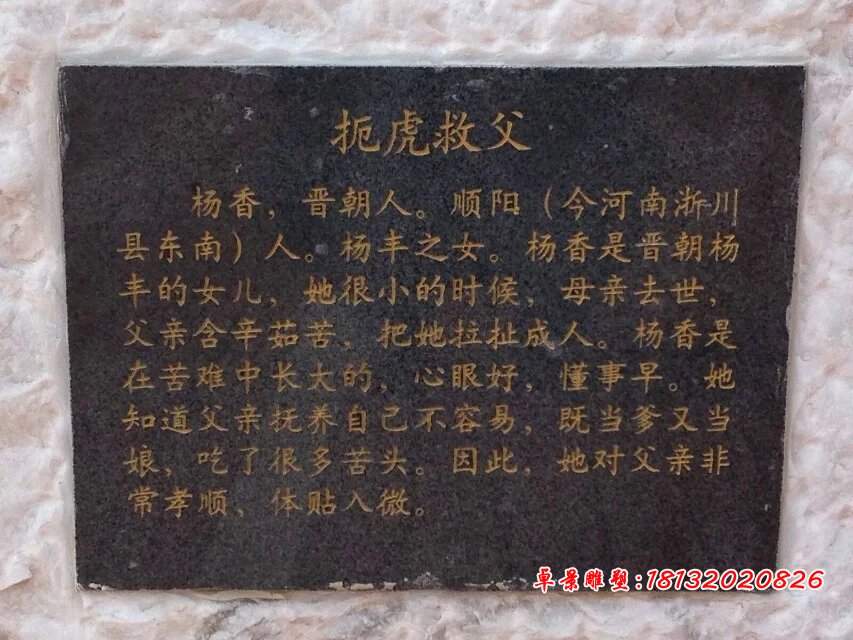 扼虎救父
杨香，晋朝人。顺阳（今河南淅川
县东南）人。杨丰之女。杨香是晋朝杨
丰的女儿，她很小的时候，母亲去世，
父亲含辛茹苦，把她拉扯成人。杨香是
在苦难中长大的，心眼好，懂事早。她
知道父亲抚养自己不容易，既当爹又当
娘，吃了很多苦头。因此，她对父亲非
常孝顺、体贴入微。
卓景雕塑:18132020826